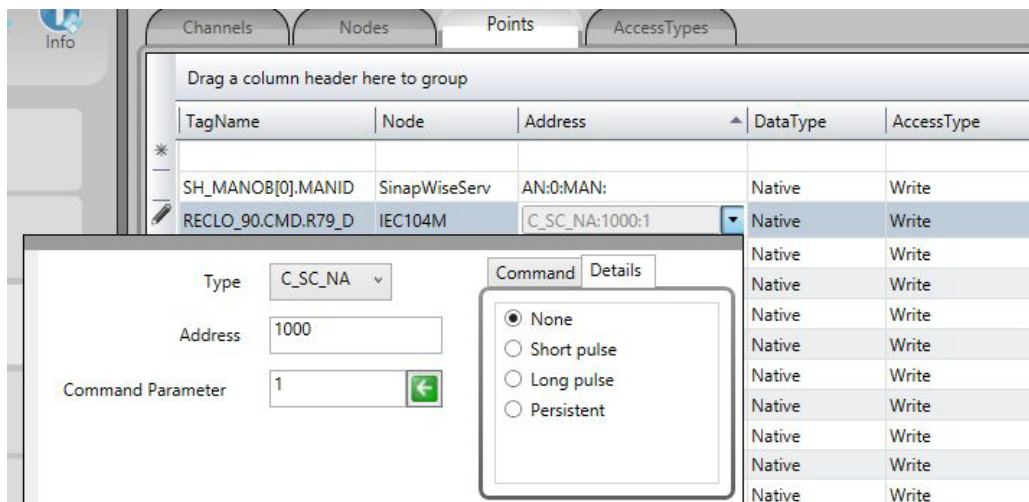 Info
Channels Nodes Points AccessTypes
Drag a column header here to group
TagName Node Address DataType AccessType
SH_MANOB[0].MANID SinapWiseServ AN:0:MAN: Native Write
RECLO_90.CMD.R79_D IEC104M C_SC_NA:1000:1 Native Write
Native Write
Native Write
Native Write
Native Write
Native Write
Native Write
Native Write
Native Write
Native Write
Type C_SC_NA
Address 1000
Command Parameter 1
Command Details
None
Short pulse
Long pulse
Persistent